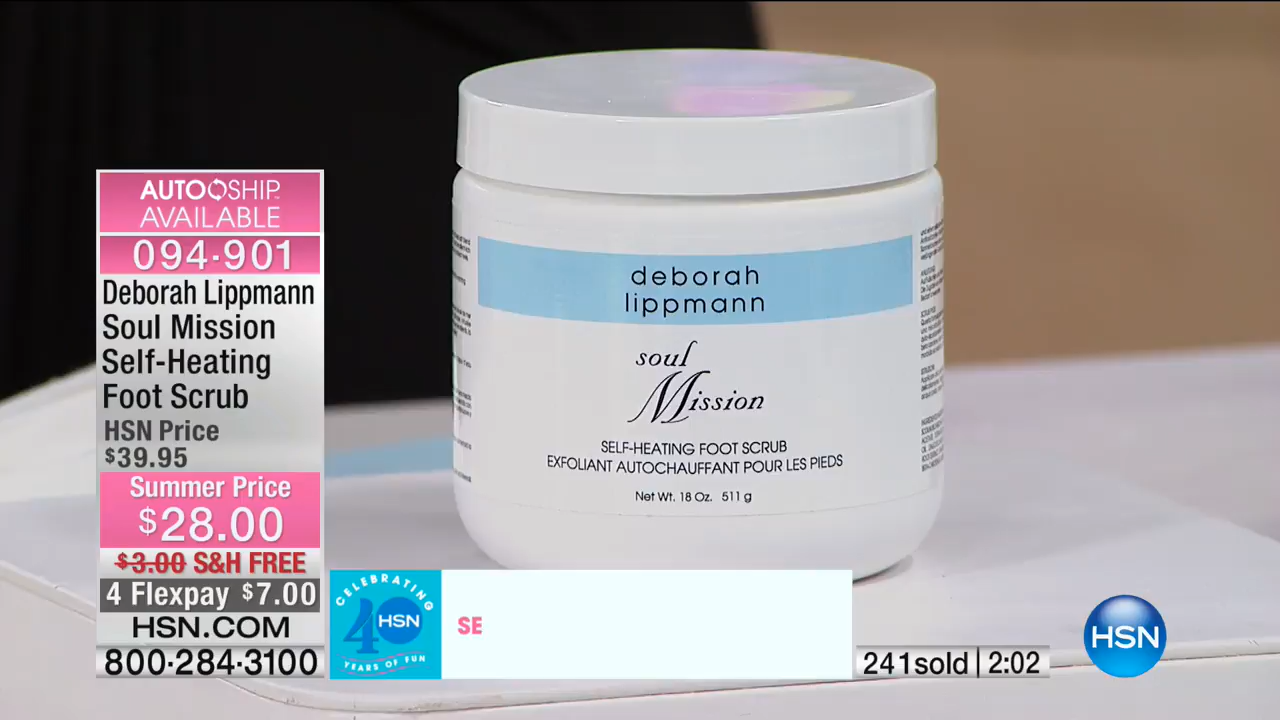 AUTO SHIP
AVAILABLE
094·901
Deborah Lippmann
Soul Mission
Self-Heating
Foot Scrub
HSN Price
$39.95
Summer Price
$28.00
$3.00 S&H FREE
4 Flexpay $7.00
HSN.COM
800·284·3100
deborah
lippmann
soul
Mission
SELF-HEATING FOOT SCRUB
EXFOLIANT AUTOCHAUFFANT POUR LES PIEDS
Net Wt. 18 Oz. 511 g
CELEBRATING
40 HSN
YEARS OF FUN
SE
241sold | 2:02
HSN